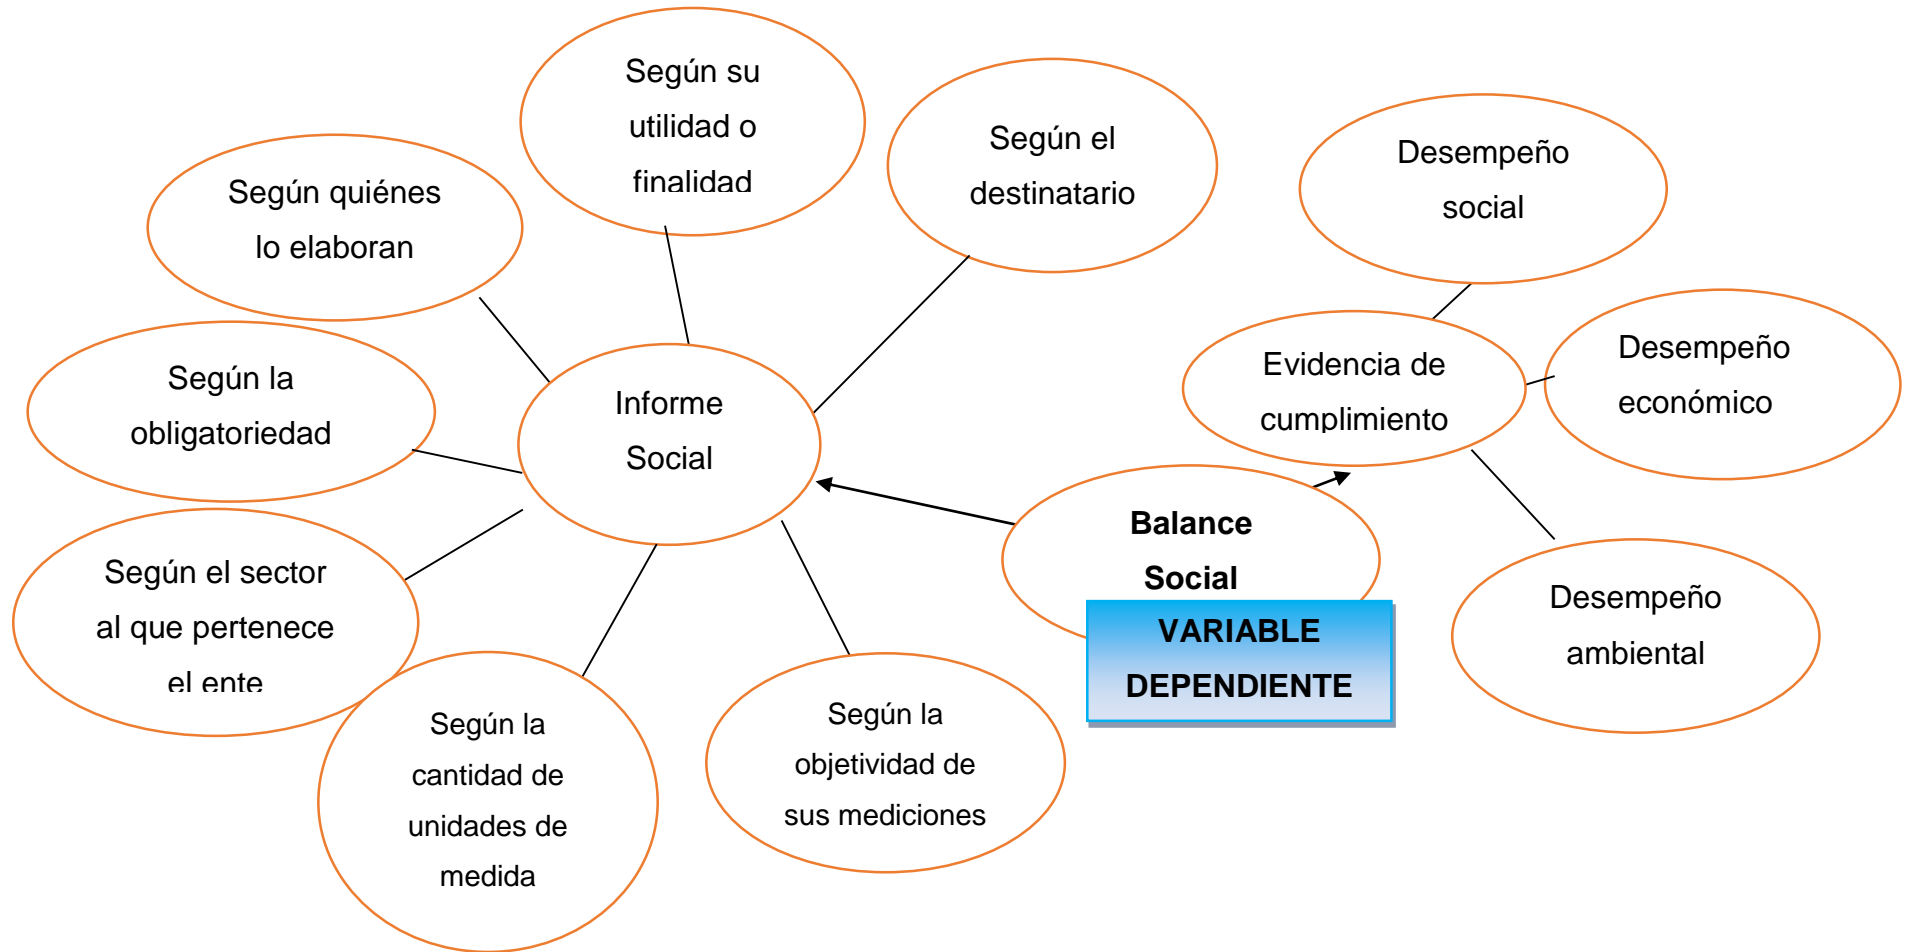 Según su
utilidad o
finalidad
Según el
destinatario
Desempeño
social
Según quiénes
lo elaboran
Desempeño
económico
Evidencia de
cumplimiento
Según la
obligatoriedad
Informe
Social
Balance
Social
VARIABLE
DEPENDIENTE
Desempeño
ambiental
Según el sector
al que pertenece
el ente
Según la
cantidad de
unidades de
medida
Según la
objetividad de
sus mediciones